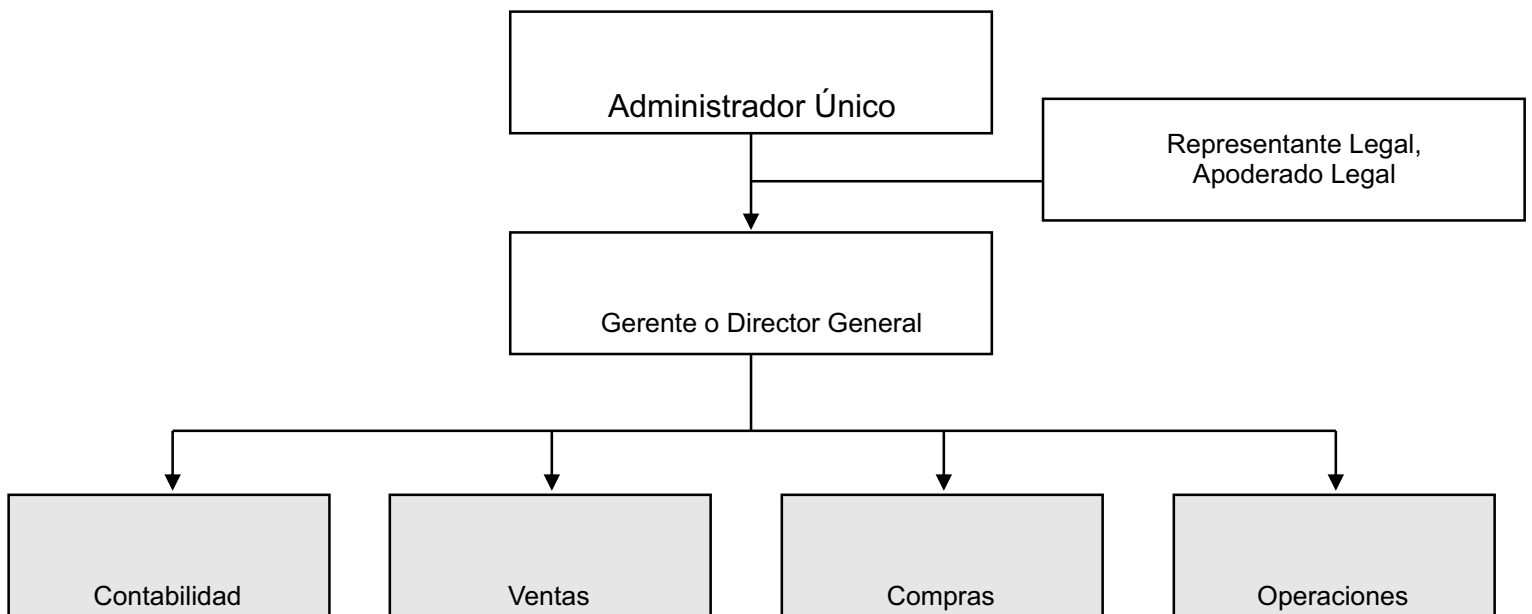 Administrador Único
Representante Legal,
Apoderado Legal
Gerente o Director General
Contabilidad
Ventas
Compras
Operaciones